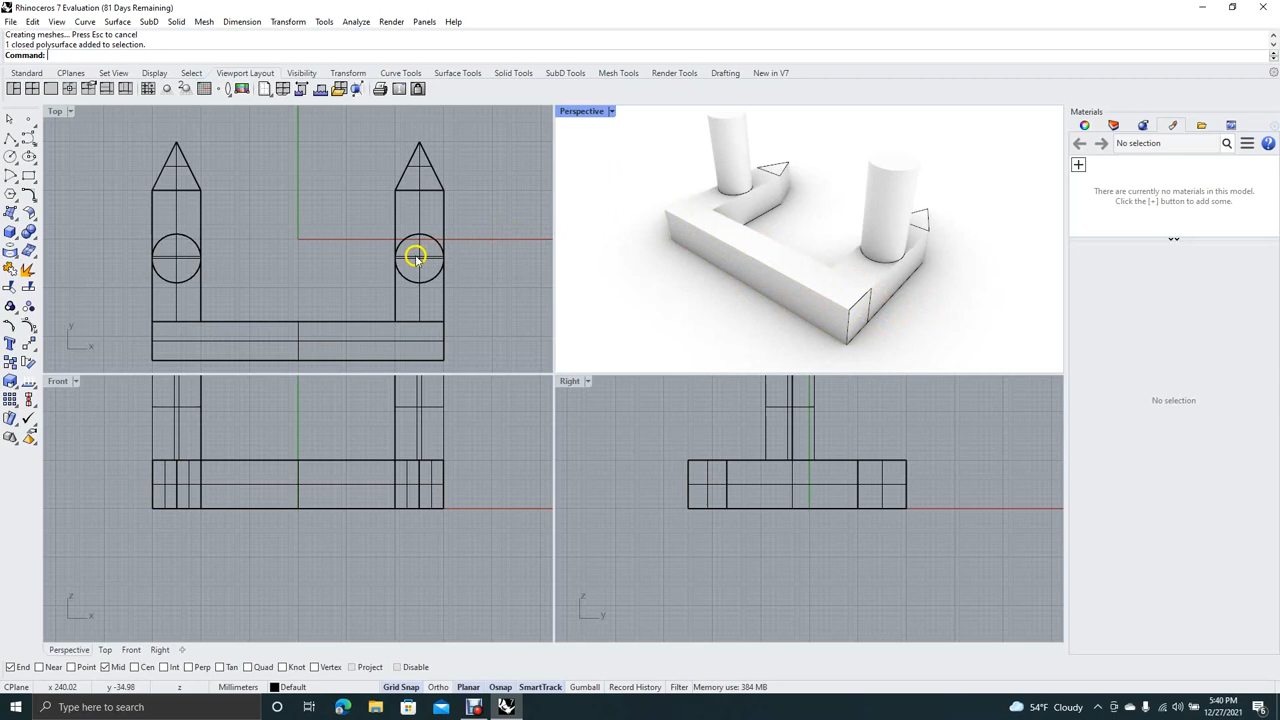 Rhinoceros 7 Evaluation (81 Days Remaining)
File Edit View Curve Surface SubD Solid Mesh Dimension Transform Tools Analyze Render Panels Help
Creating meshes... Press Esc to cancel
1 closed polysurface added to selection.
Command:
Standard CPlanes Set View Display Select Viewport Layout Visibility Transform Curve Tools Surface Tools Solid Tools SubD Tools Mesh Tools Render Tools Drafting New in V7
Top
Perspective
Materials
No selection
There are currently no materials in this model.
Click the [+] button to add some.
y
x
Front
Right
No selection
z
x
z
y
Perspective Top Front Right
End Near Point Mid Cen Int Perp Tan Quad Knot Vertex Project Disable
CPlane x 240.02 y -34.98 z Millimeters Default Grid Snap Ortho Planar Osnap SmartTrack Gumball Record History Filter Memory use: 384 MB
Type here to search
54°F Cloudy
5:40 PM
12/27/2021